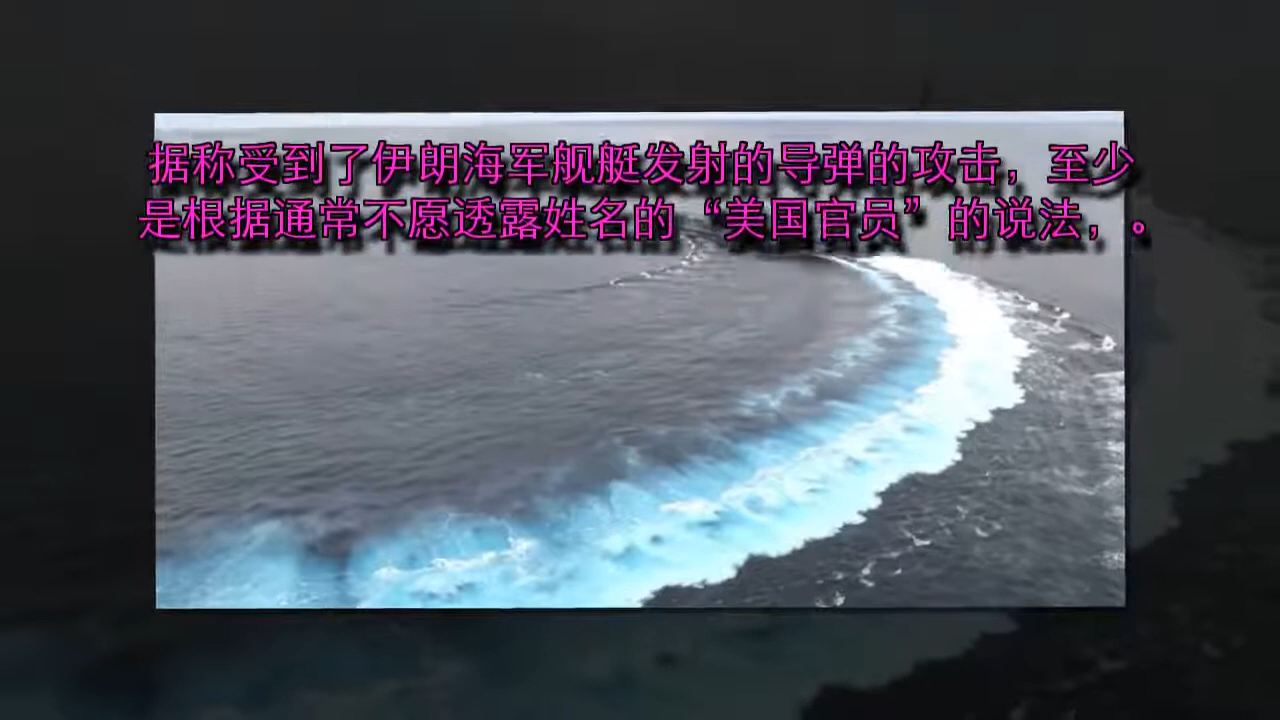 据称受到了伊朗海军舰艇发射的导弹的攻击，至少
是根据通常不愿透露姓名的“美国官员”的说法，。